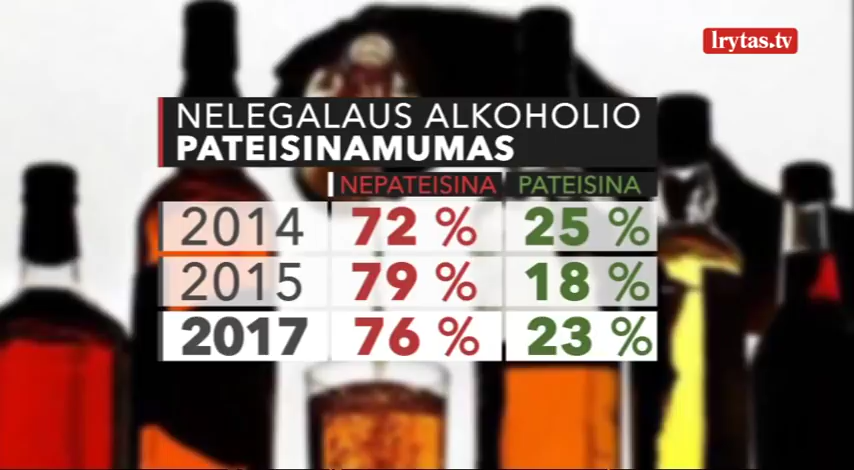 lrytas.tv
NELEGALAUS ALKOHOLIO
PATEISINAMUMAS
NEPATEISINA PATEISINA
2014 72 % 25 %
2015 79 % 18 %
2017 76 % 23 %